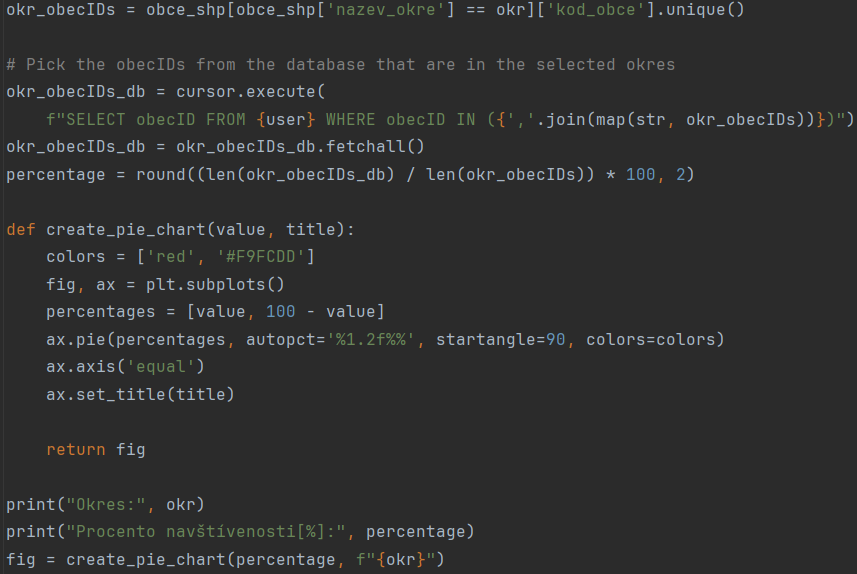 okr_obecIDs = obce_shp[obce_shp['nazev_okre'] == okr]['kod_obce'].unique()
# Pick the obecIDs from the database that are in the selected okres
okr_obecIDs_db = cursor.execute(
    f"SELECT obecID FROM {user} WHERE obecID IN ({','.join(map(str, okr_obecIDs))})")
okr_obecIDs_db = okr_obecIDs_db.fetchall()
percentage = round((len(okr_obecIDs_db) / len(okr_obecIDs)) * 100, 2)
def create_pie_chart(value, title):
    colors = ['red', '#F9FCDD']
    fig, ax = plt.subplots()
    percentages = [value, 100 - value]
    ax.pie(percentages, autopct='%1.2f%%', startangle=90, colors=colors)
    ax.axis('equal')
    ax.set_title(title)
    return fig
print("Okres:", okr)
print("Procento navštívenosti[%]:", percentage)
fig = create_pie_chart(percentage, f"{okr}")